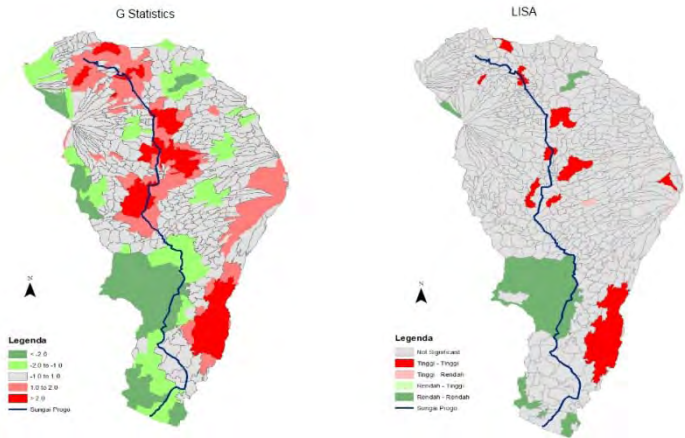 G Statistics
N
Legenda
< -2.0
-2.0 to -1.0
-1.0 to 1.0
1.0 to 2.0
> 2.0
Sungai Progo
LISA
N
Legenda
Not Significant
Tinggi - Tinggi
Tinggi - Rendah
Rendah - Tinggi
Rendah - Rendah
Sungai Progo